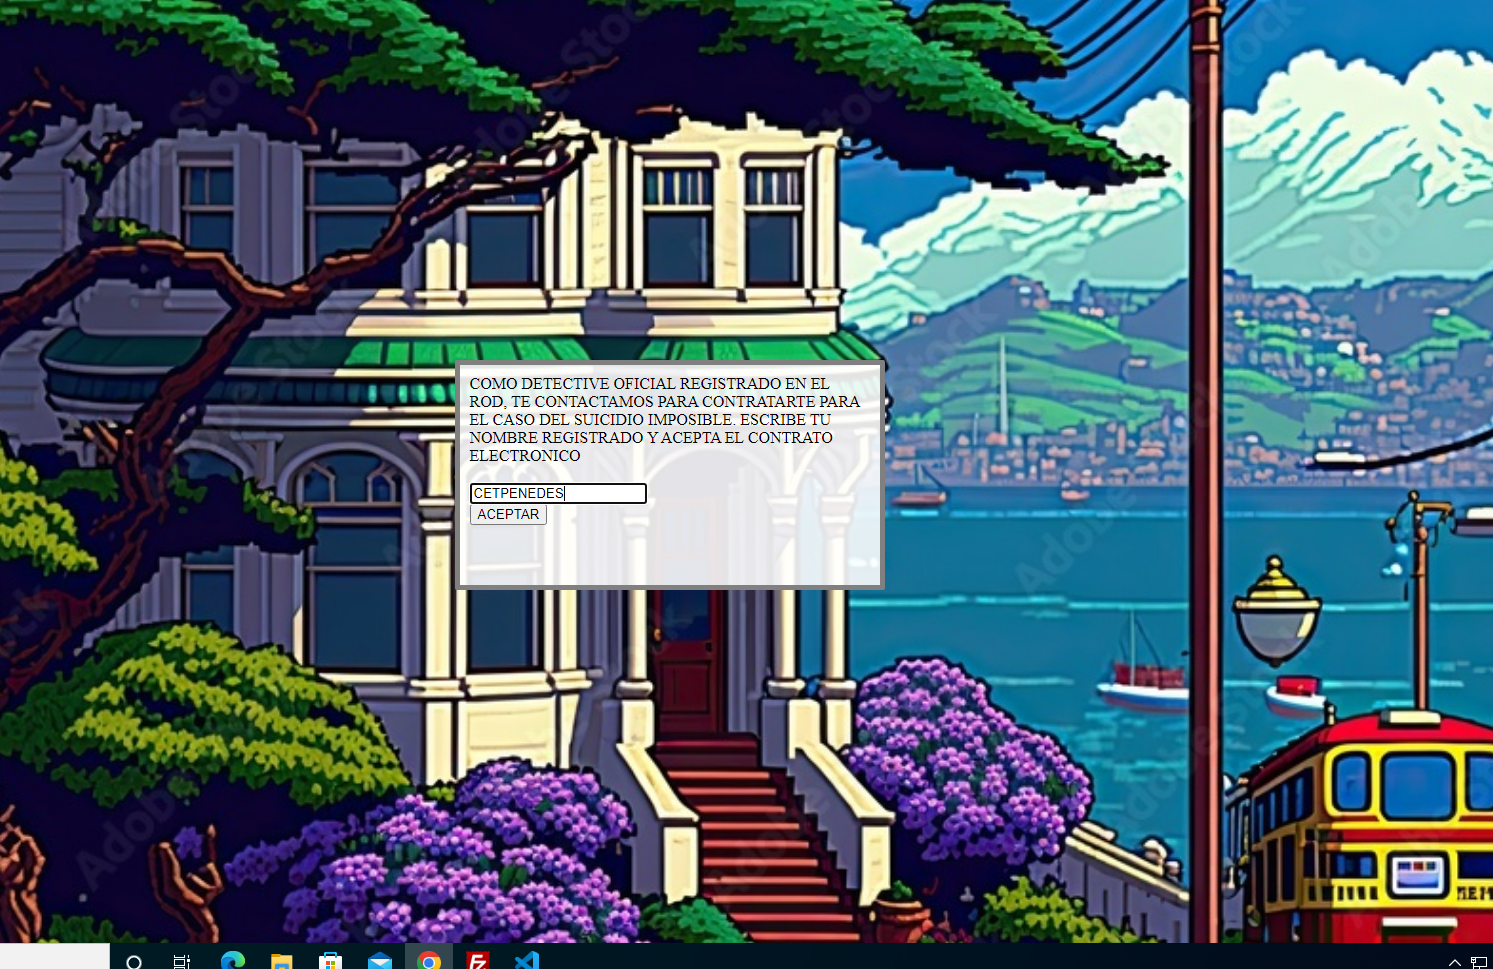 COMO DETECTIVE OFICIAL REGISTRADO EN EL
ROD, TE CONTACTAMOS PARA CONTRATARTE PARA
EL CASO DEL SUICIDIO IMPOSIBLE. ESCRIBE TU
NOMBRE REGISTRADO Y ACEPTA EL CONTRATO
ELECTRONICO
CETPENEDES
ACEPTAR